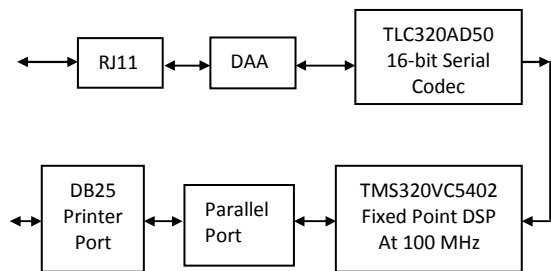 RJ11
DAA
TLC320AD50
16-bit Serial
Codec
DB25
Printer
Port
Parallel
Port
TMS320VC5402
Fixed Point DSP
At 100 MHz